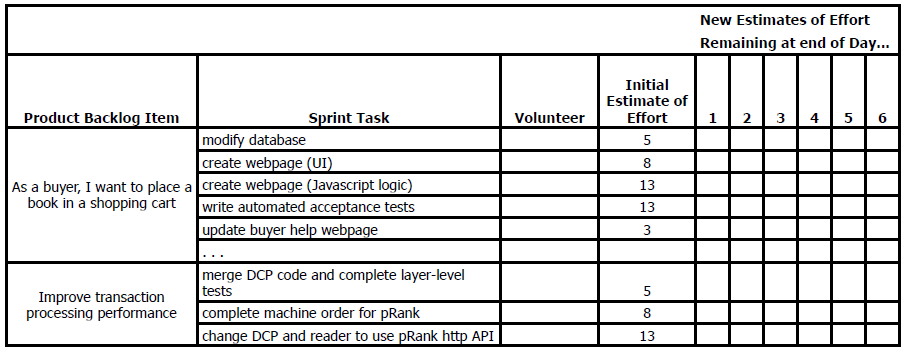 New Estimates of Effort
Remaining at end of Day...
Product Backlog Item Sprint Task Volunteer Initial Estimate of Effort 1 2 3 4 5 6
As a buyer, I want to place a
book in a shopping cart
modify database 5
create webpage (UI) 8
create webpage (Javascript logic) 13
write automated acceptance tests 13
update buyer help webpage 3
. . .
Improve transaction
processing performance
merge DCP code and complete layer-level
tests 5
complete machine order for pRank 8
change DCP and reader to use pRank http API 13